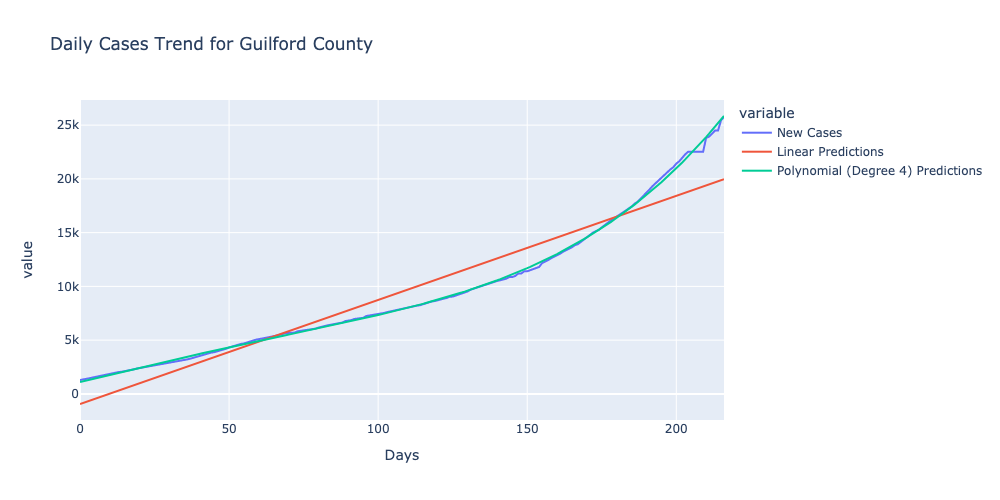 Daily Cases Trend for Guilford County
variable
New Cases
Linear Predictions
Polynomial (Degree 4) Predictions
value
25k
20k
15k
10k
5k
0
0 50 100 150 200
Days